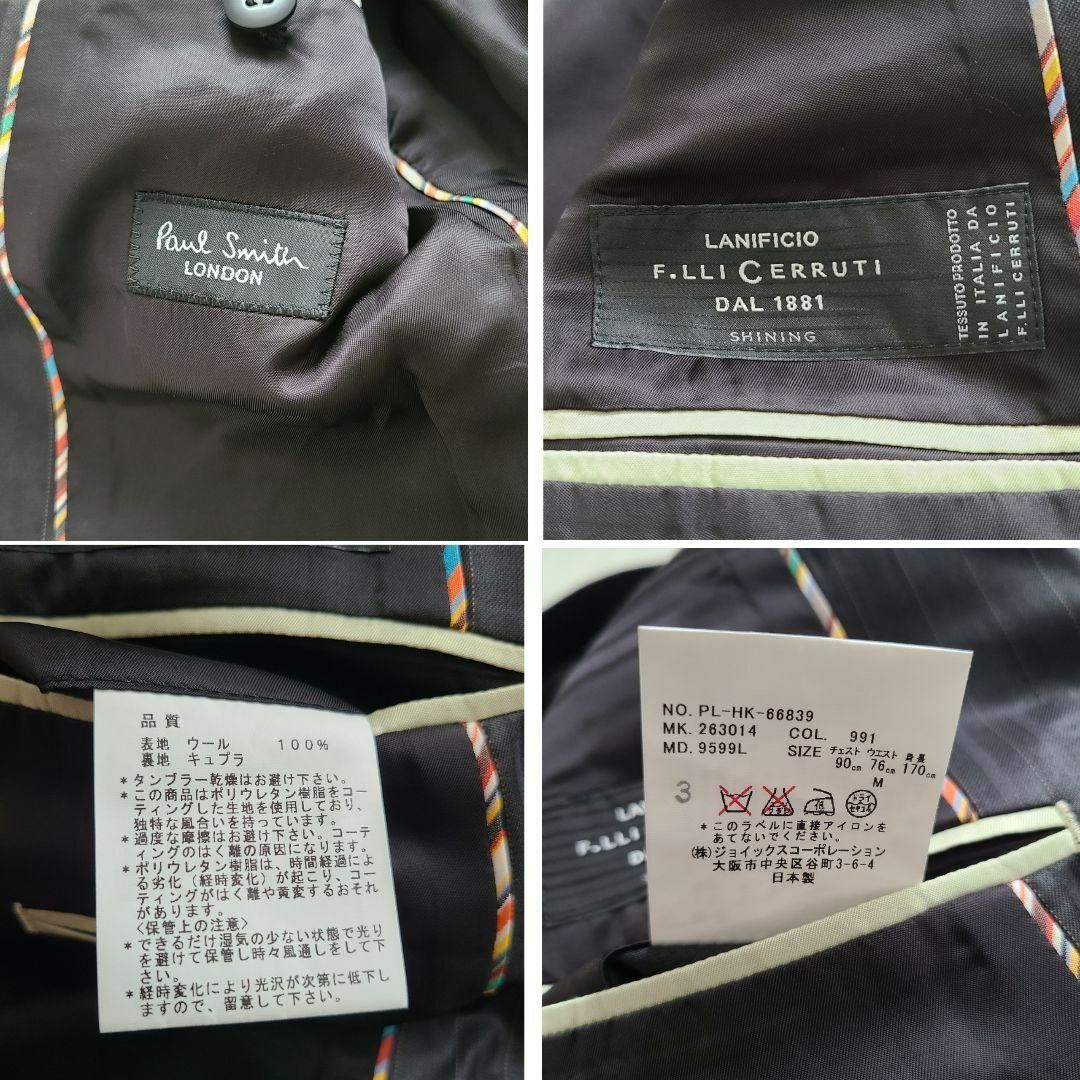 Paul Smith
LONDON
LANIFICIO
F.LLI CERRUTI
DAL 1881
SHINING
TESSUTO PRODOTTO
IN ITALIA DA
LANIFICIO
F.LLI CERRUTI
品質
表地 ウール 100%
裏地 キュプラ
*タンブラー乾燥はお避け下さい。
*この商品はポリウレタン樹脂をコー
ティングした生地を使用しており、
独特な風合いを持っています。
*過度な摩擦はお避け下さい。コーテ
ィングのはく離の原因になります。
*ポリウレタン樹脂は、時間経過によ
る劣化（経時変化）が起こり、コー
ティングがはく離や黄変するおそれ
があります。
〈保管上の注意〉
*できるだけ湿気の少ない状態で光り
を避けて保管し時々風通しをして下
さい。
*経時変化により光沢が次第に低下し
ますので、留意して下さい。
NO. PL-HK-66839
MK. 263014 COL. 991
MD. 9599L SIZE チェスト ウエスト 身長
90cm 76cm 170cm
M
3
低
ドライ
セキユ系
*このラベルに直接アイロンを
あてないでください。
(株)ジョイックスコーポレーション
大阪市中央区谷町3-6-4
日本製
LANIF
F.LLI C
DA